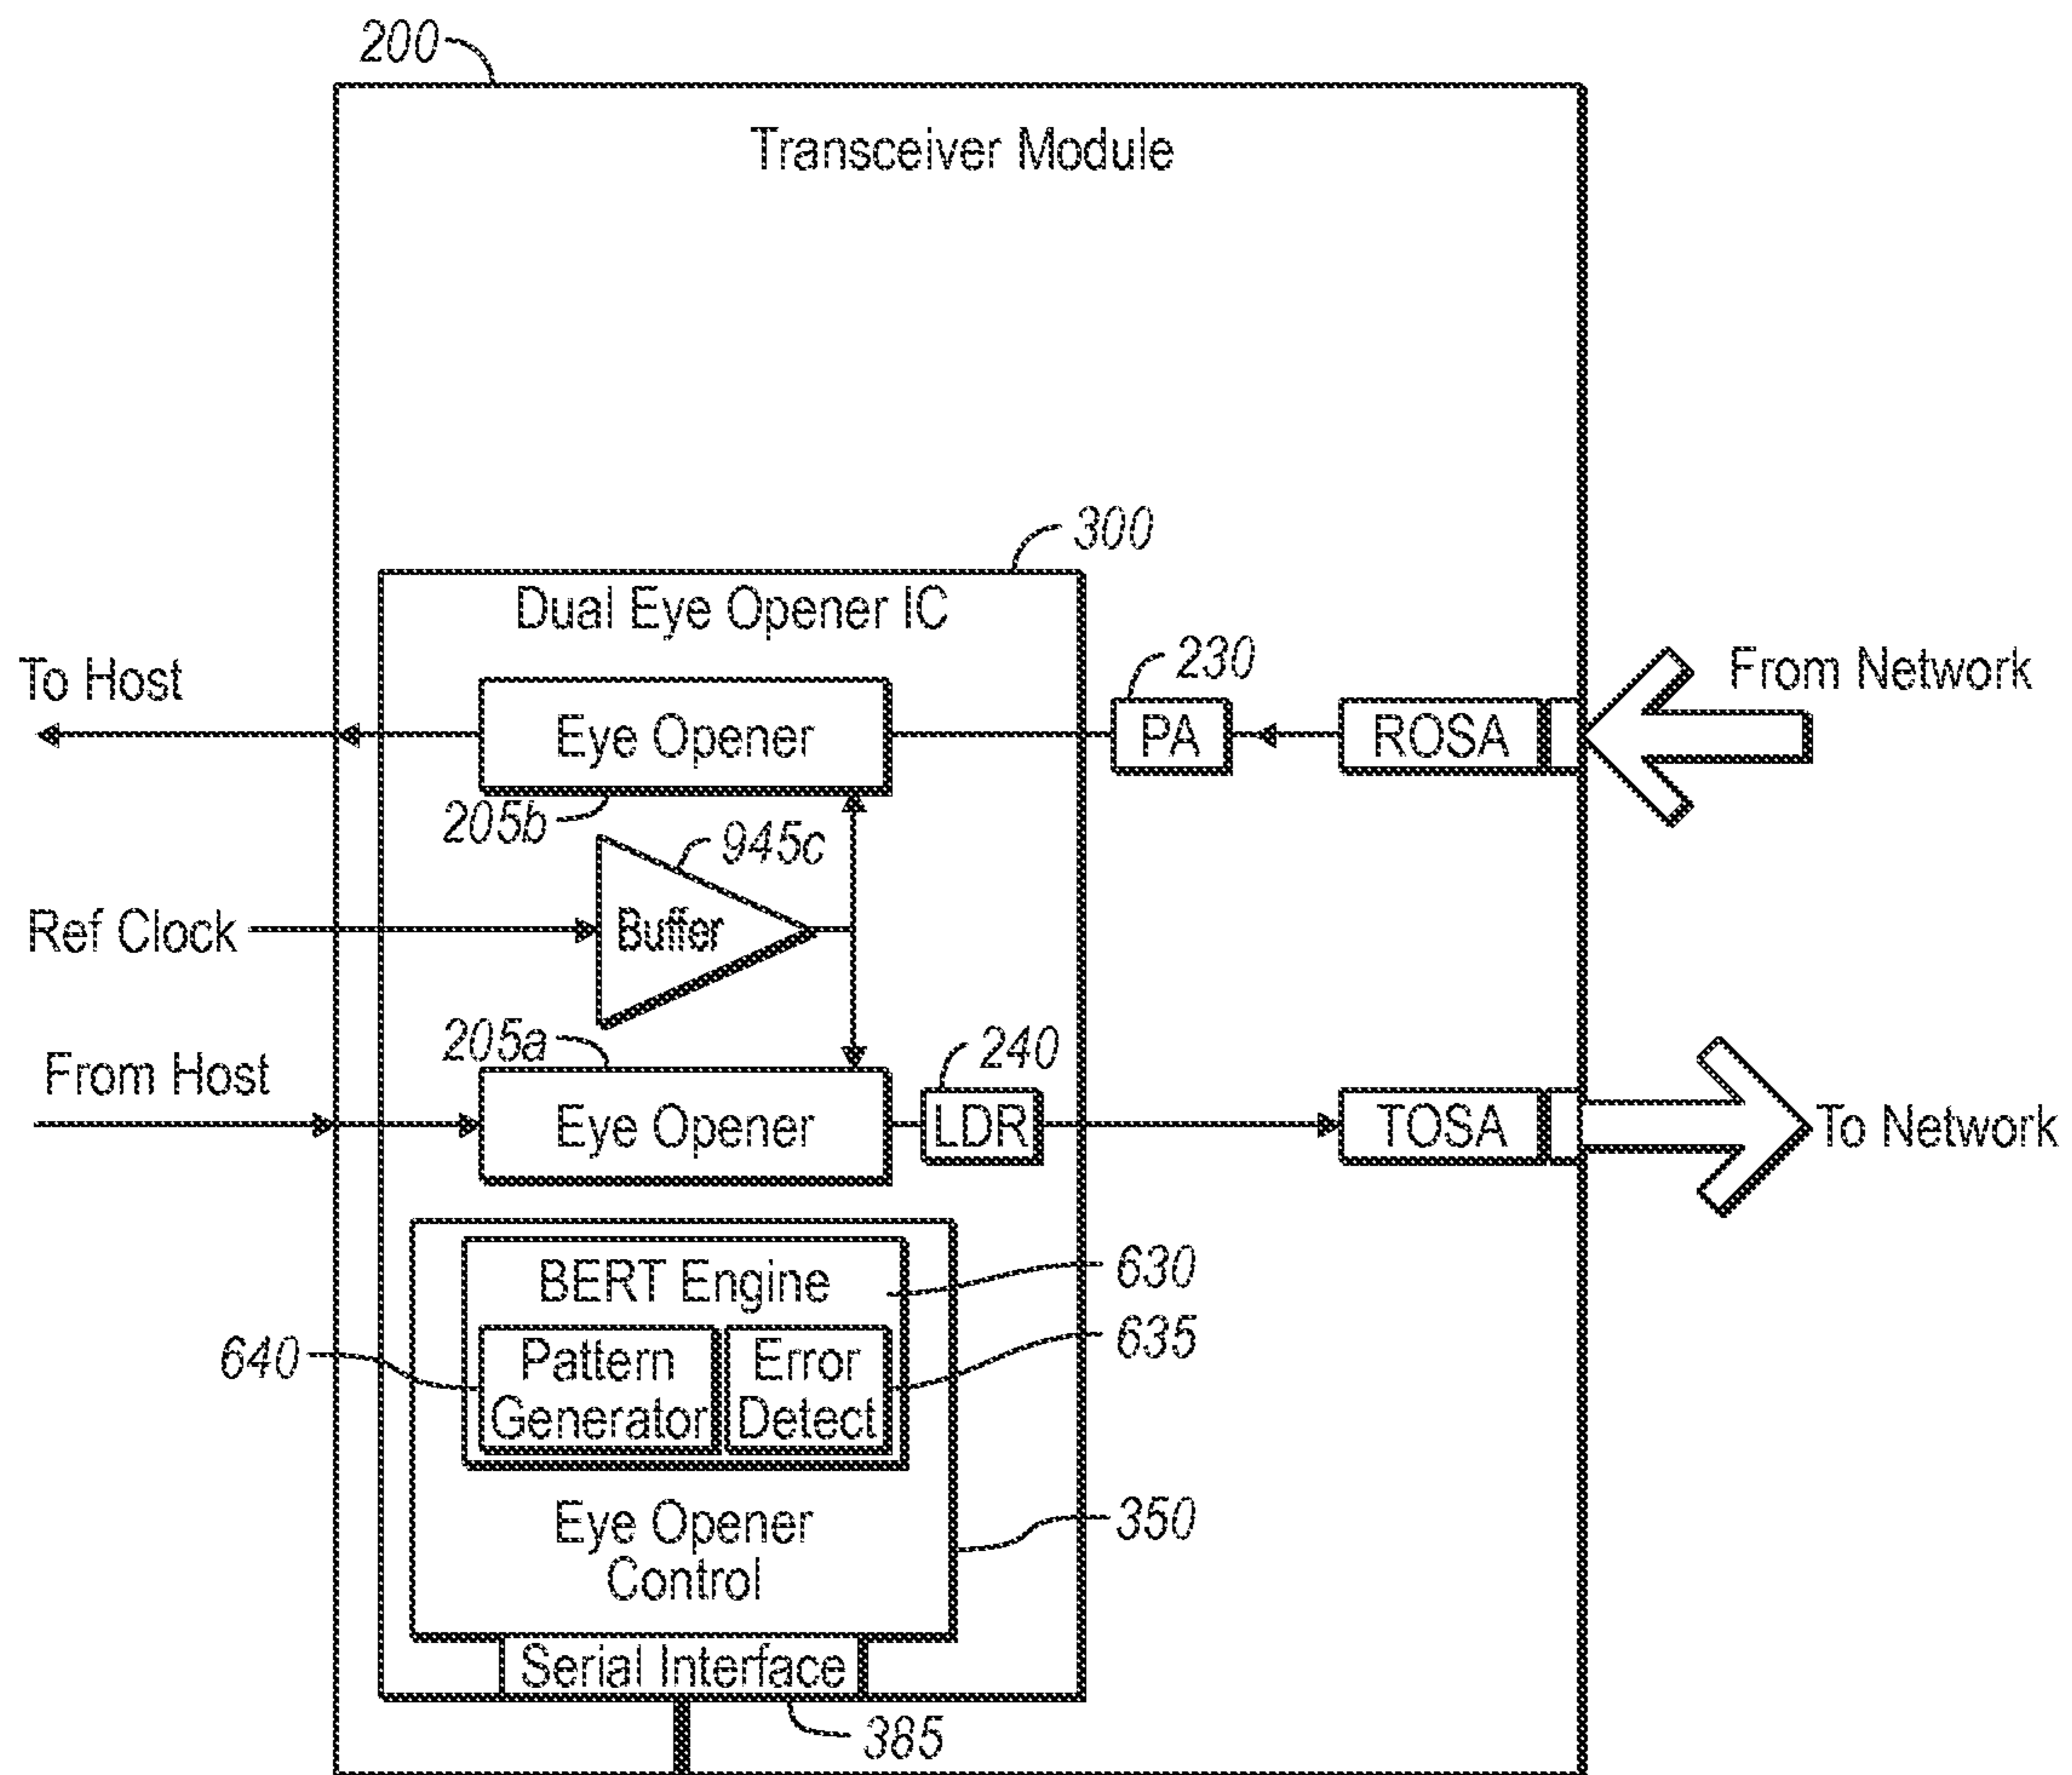 200
Transceiver Module
300
Dual Eye Opener IC
To Host
230
From Network
Eye Opener
PA
ROSA
205b
945c
Ref Clock
Buffer
205a
240
From Host
Eye Opener
LDR
TOSA
To Network
BERT Engine
630
640
Pattern
Generator
Error
Detect
635
Eye Opener
Control
350
Serial Interface
385